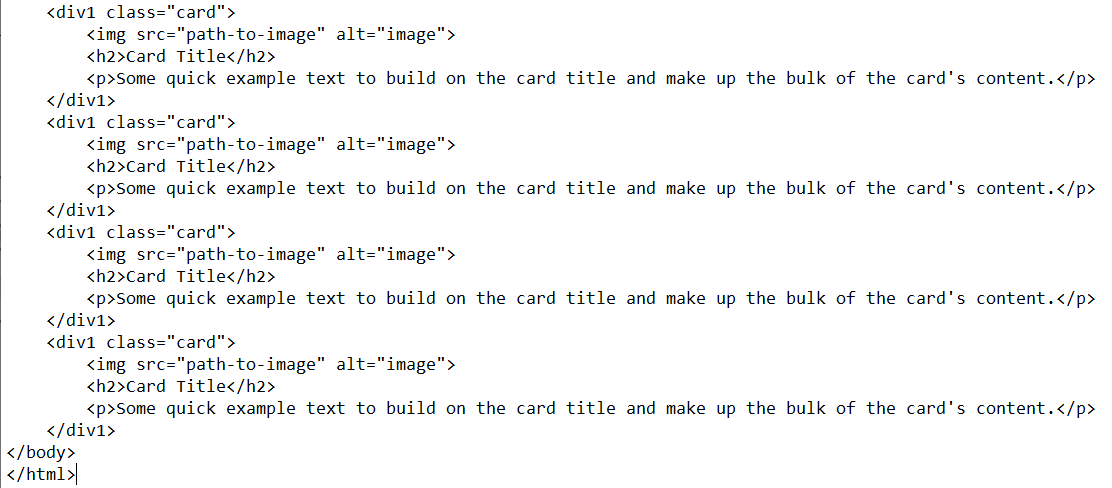 <div1 class="card">
<img src="path-to-image" alt="image">
<h2>Card Title</h2>
<p>Some quick example text to build on the card title and make up the bulk of the card's content.</p>
</div1>
<div1 class="card">
<img src="path-to-image" alt="image">
<h2>Card Title</h2>
<p>Some quick example text to build on the card title and make up the bulk of the card's content.</p>
</div1>
<div1 class="card">
<img src="path-to-image" alt="image">
<h2>Card Title</h2>
<p>Some quick example text to build on the card title and make up the bulk of the card's content.</p>
</div1>
<div1 class="card">
<img src="path-to-image" alt="image">
<h2>Card Title</h2>
<p>Some quick example text to build on the card title and make up the bulk of the card's content.</p>
</div1>
</body>
</html>